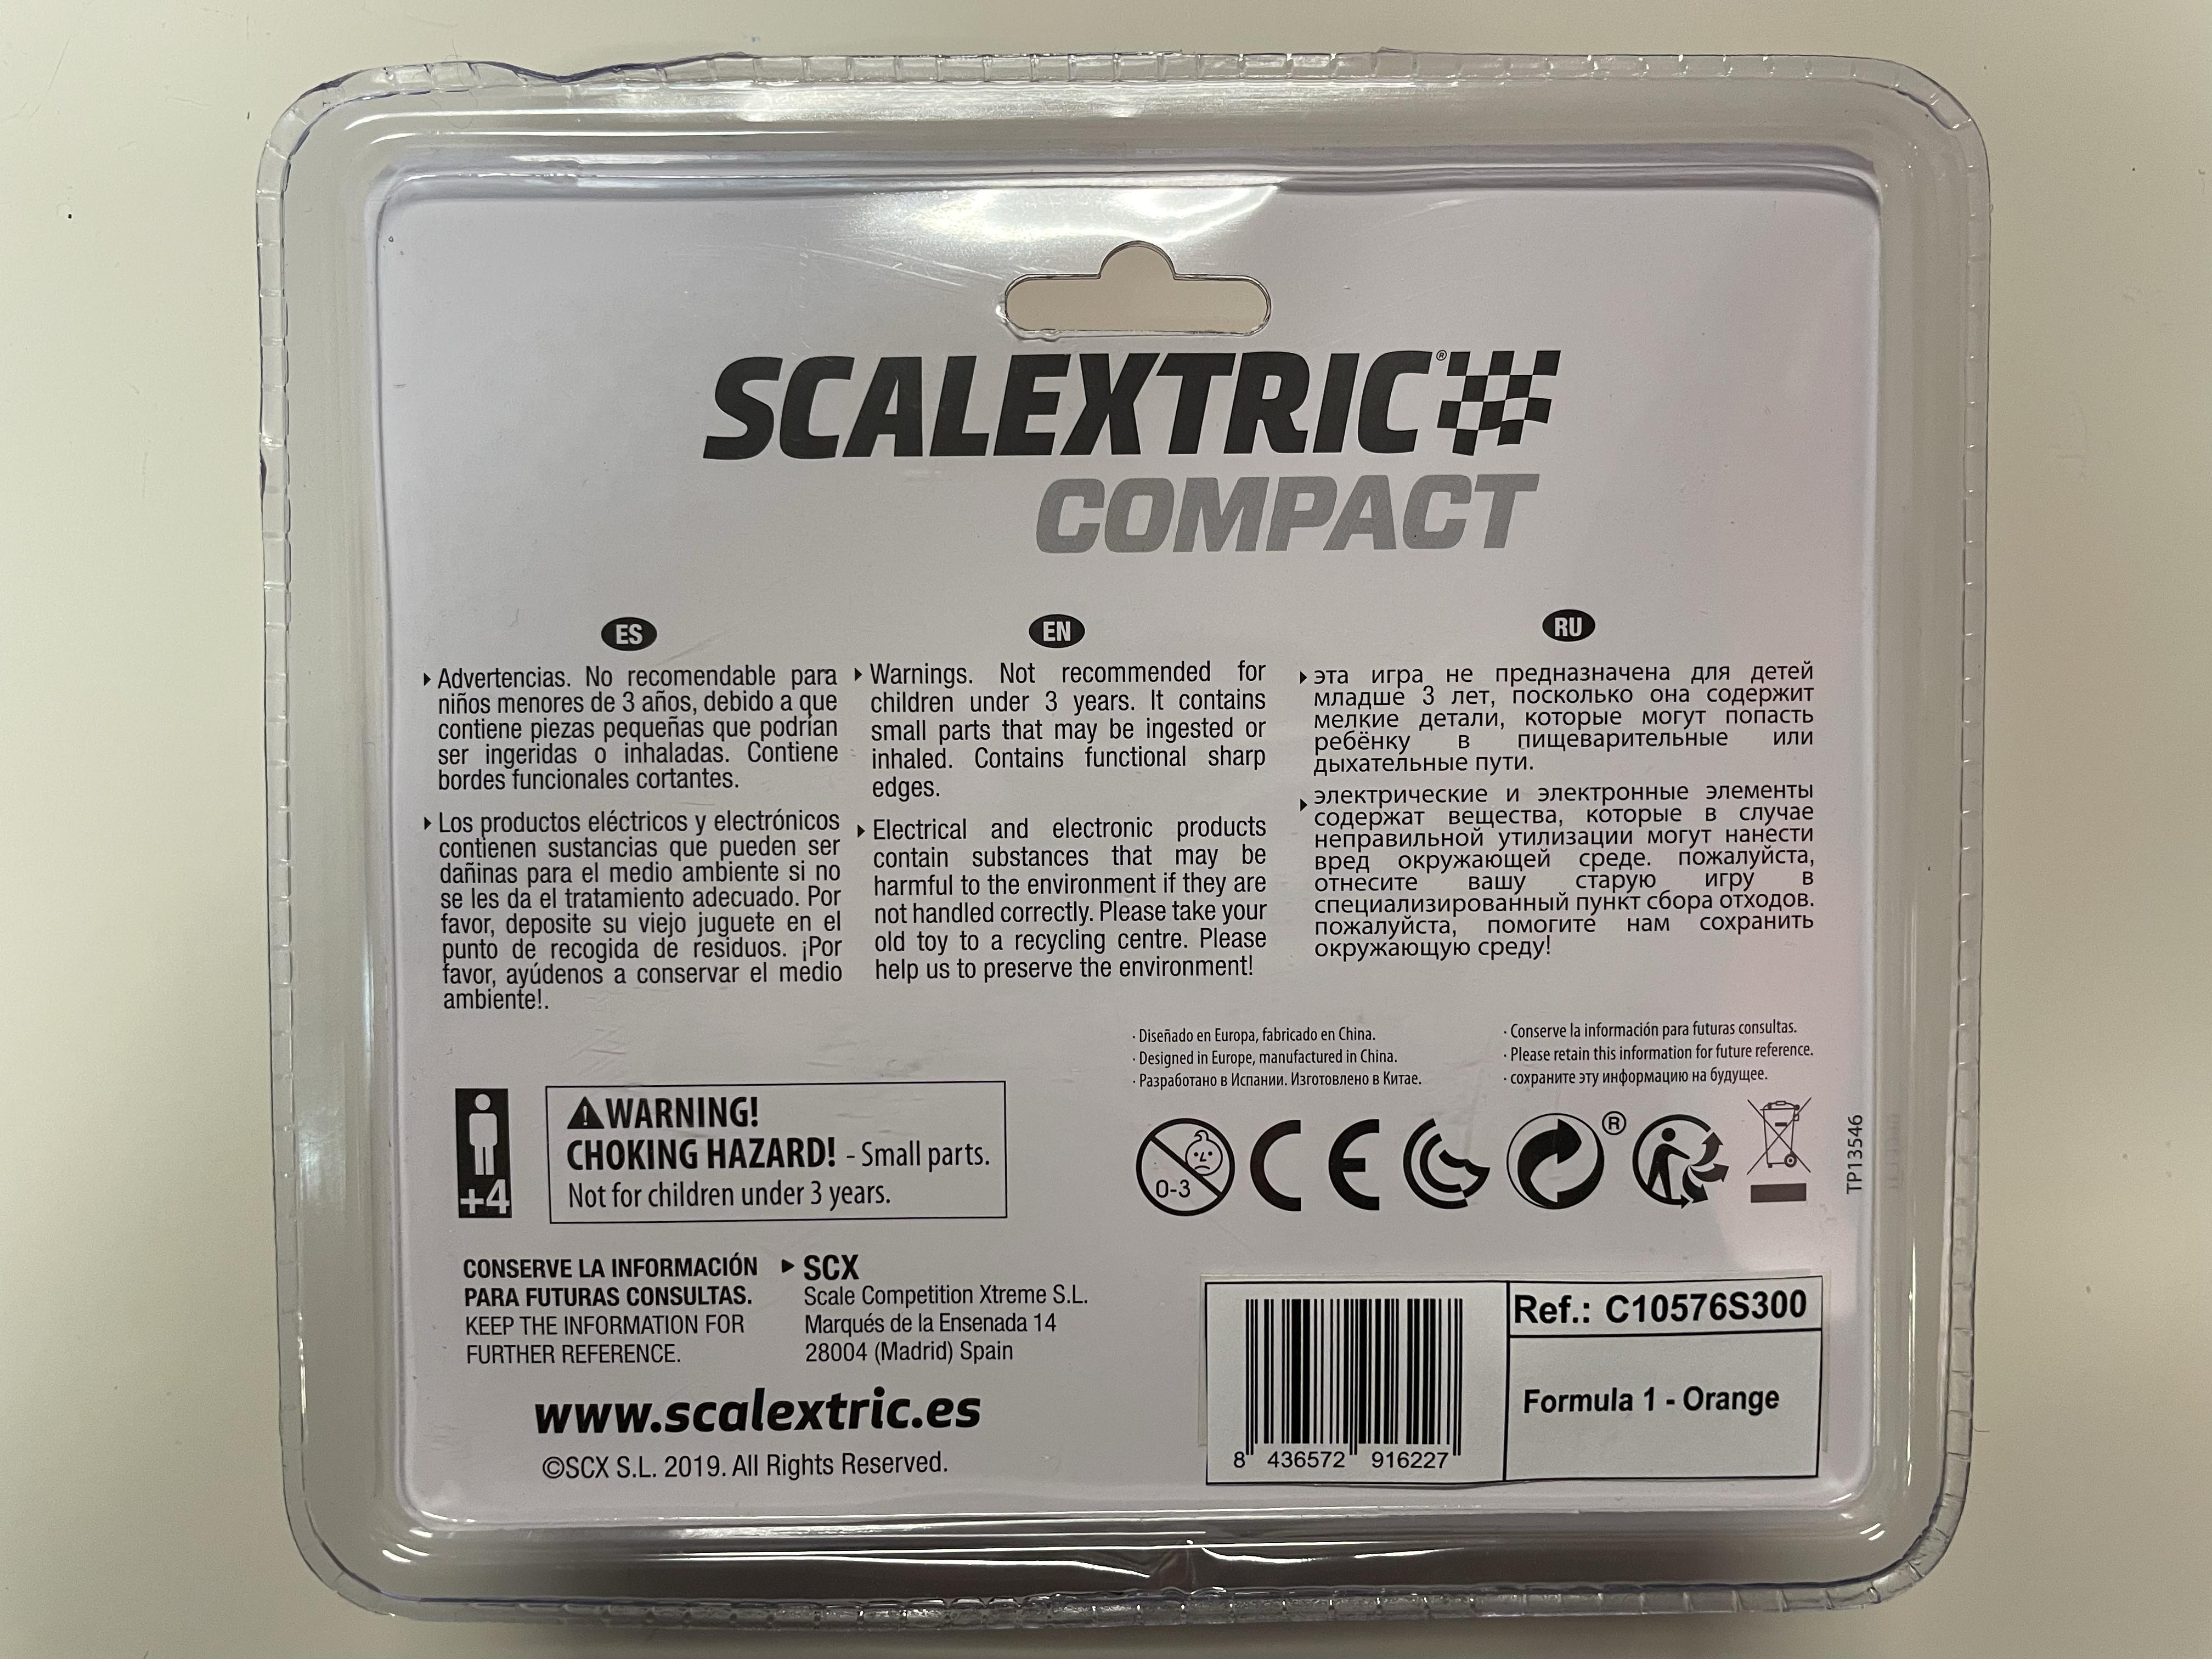 SCALEXTRIC®
COMPACT
ES
Advertencias. No recomendable para
niños menores de 3 años, debido a que
contiene piezas pequeñas que podrían
ser ingeridas o inhaladas. Contiene
bordes funcionales cortantes.
Los productos eléctricos y electrónicos
contienen sustancias que pueden ser
dañinas para el medio ambiente si no
se les da el tratamiento adecuado. Por
favor, deposite su viejo juguete en el
punto de recogida de residuos. ¡Por
favor, ayúdenos a conservar el medio
ambiente!.
EN
Warnings. Not recommended for
children under 3 years. It contains
small parts that may be ingested or
inhaled. Contains functional sharp
edges.
Electrical and electronic products
contain substances that may be
harmful to the environment if they are
not handled correctly. Please take your
old toy to a recycling centre. Please
help us to preserve the environment!
RU
эта игра не предназначена для детей
младше 3 лет, посколько она содержит
мелкие детали, которые могут попасть
ребёнку в пищеварительные или
дыхательные пути.
электрические и электронные элементы
содержат вещества, которые в случае
неправильной утилизации могут нанести
вред окружающей среде. пожалуйста,
отнесите вашу старую игру в
специализированный пункт сбора отходов.
пожалуйста, помогите нам сохранить
окружающую среду!
· Diseñado en Europa, fabricado en China.
· Designed in Europe, manufactured in China.
· Разработано в Испании. Изготовлено в Китае.
· Conserve la información para futuras consultas.
· Please retain this information for future reference.
· сохраните эту информацию на будущее.
+4
WARNING!
CHOKING HAZARD! - Small parts.
Not for children under 3 years.
0-3
CE
®
TP13546
CONSERVE LA INFORMACIÓN
PARA FUTURAS CONSULTAS.
KEEP THE INFORMATION FOR
FURTHER REFERENCE.
SCX
Scale Competition Xtreme S.L.
Marqués de la Ensenada 14
28004 (Madrid) Spain
www.scalextric.es
©SCX S.L. 2019. All Rights Reserved.
8 436572 916227
Ref.: C10576S300
Formula 1 - Orange